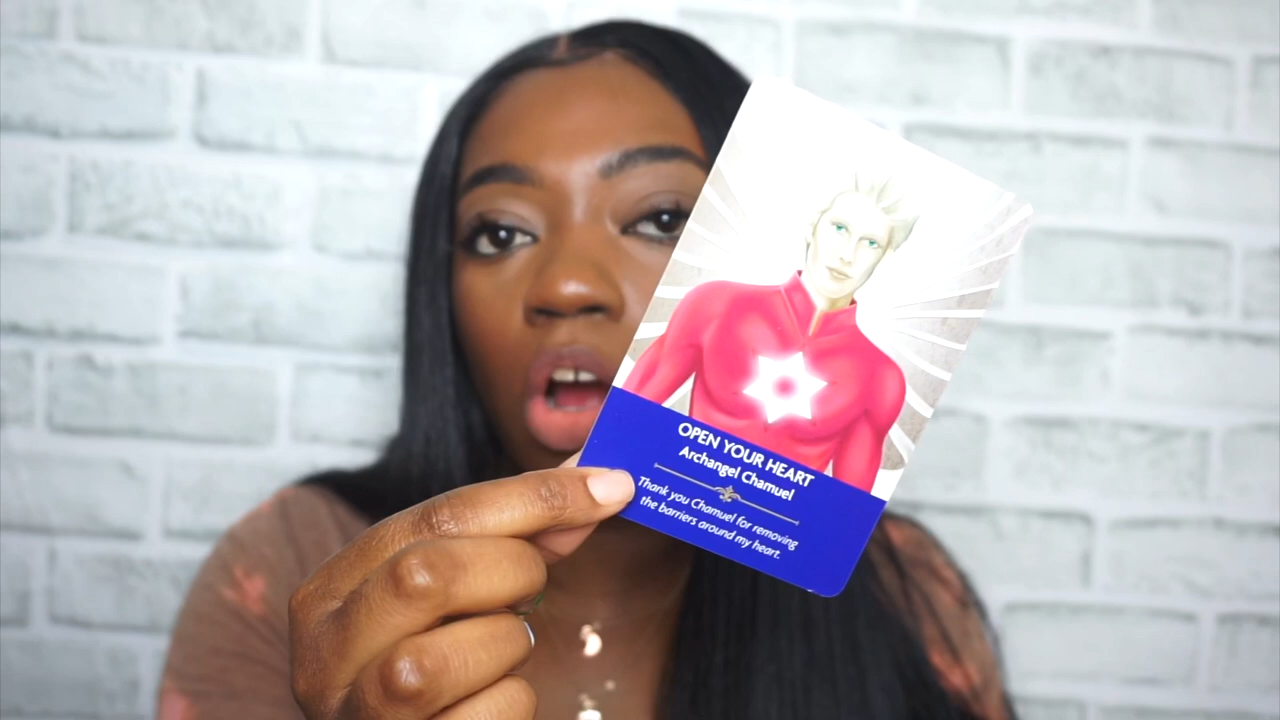 OPEN YOUR HEART
Archangel Chamuel
Thank you Chamuel for removing
the barriers around my heart.